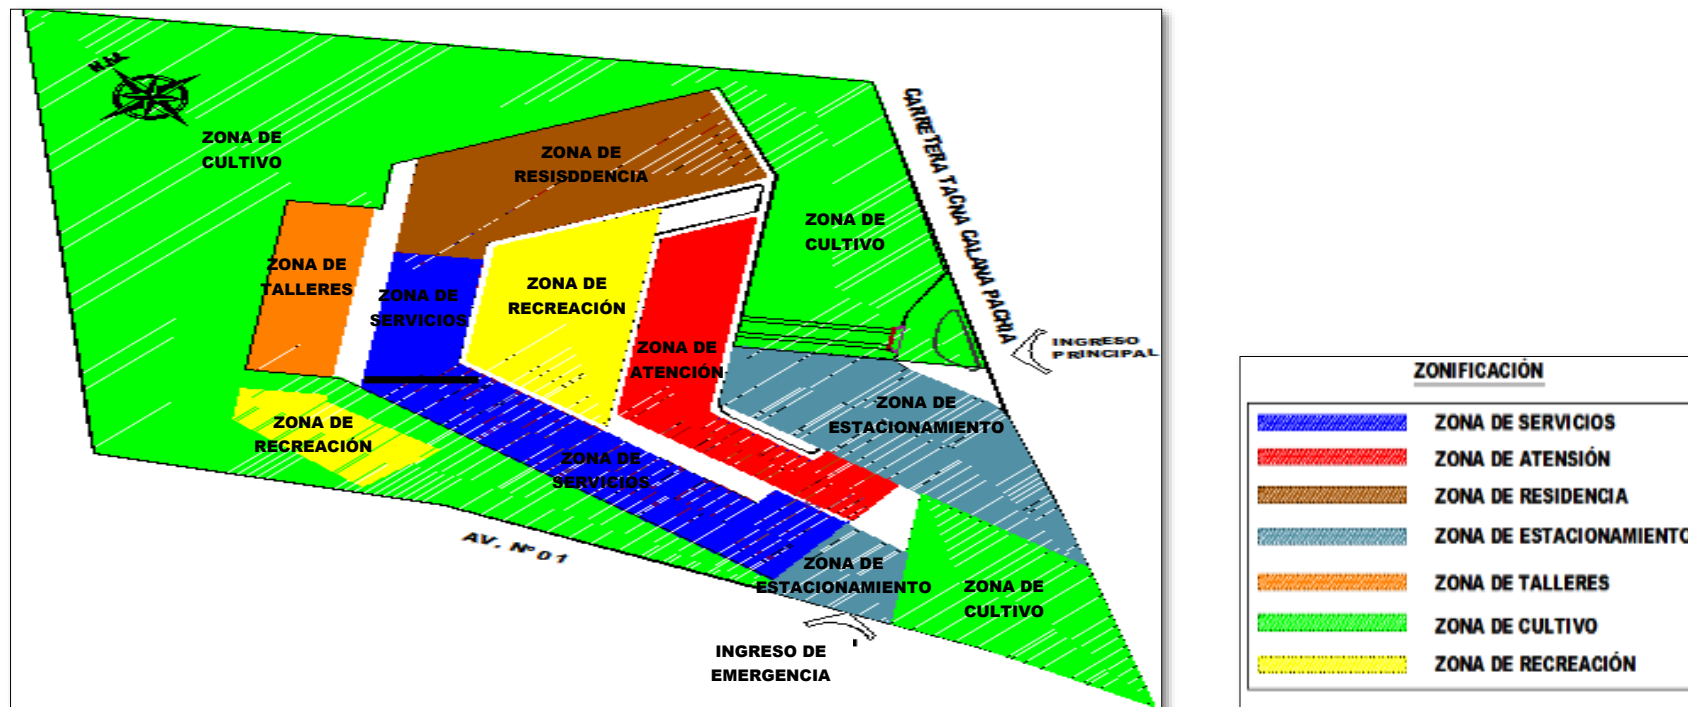 N.M.
ZONA DE
CULTIVO
ZONA DE
RESISDDENCIA
CARRETERA TACNA CALANA PACHIA
ZONA DE
CULTIVO
ZONA DE
TALLERES
ZONA DE
SERVICIOS
ZONA DE
RECREACIÓN
ZONA DE
ATENCIÓN
INGRESO
PRINCIPAL
ZONA DE
ESTACIONAMIENTO
ZONA DE
RECREACIÓN
ZONA DE
SERVICIOS
AV. Nº 01
ZONA DE
ESTACIONAMIENTO
ZONA DE
CULTIVO
INGRESO DE
EMERGENCIA
ZONIFICACIÓN
ZONA DE SERVICIOS
ZONA DE ATENSIÓN
ZONA DE RESIDENCIA
ZONA DE ESTACIONAMIENTO
ZONA DE TALLERES
ZONA DE CULTIVO
ZONA DE RECREACIÓN